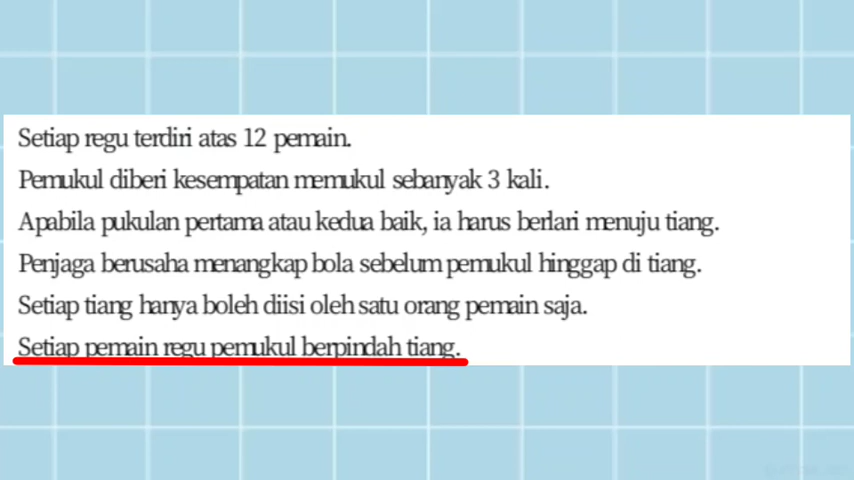 Setiap regu terdiri atas 12 pemain.
Pemukul diberi kesempatan memukul sebanyak 3 kali.
Apabila pukulan pertama atau kedua baik, ia harus berlari menuju tiang.
Penjaga berusaha menangkap bola sebelum pemukul hinggap di tiang.
Setiap tiang hanya boleh diisi oleh satu orang pemain saja.
Setiap pemain regu pemukul berpindah tiang.